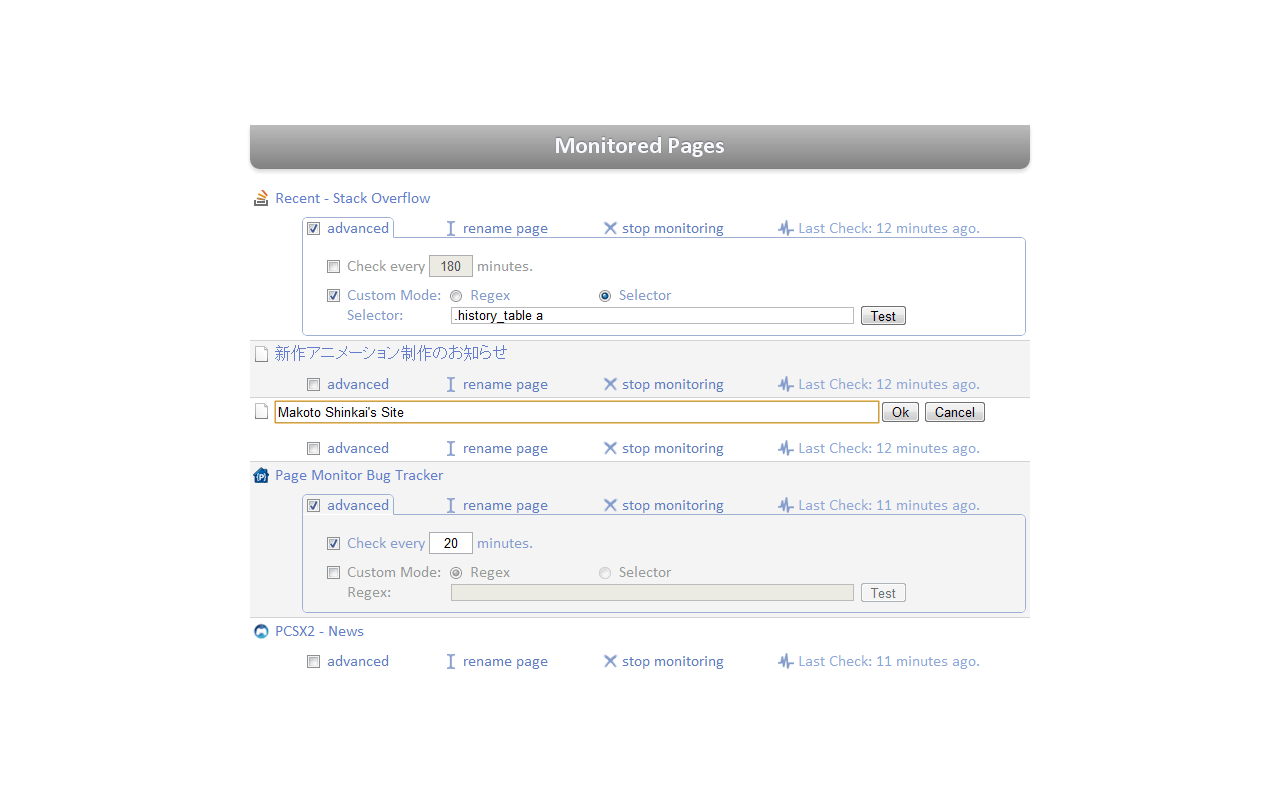 Monitored Pages
Recent - Stack Overflow
advanced rename page stop monitoring Last Check: 12 minutes ago.
Check every 180 minutes.
Custom Mode: Regex Selector
Selector: .history_table a Test
新作アニメーション制作のお知らせ
advanced rename page stop monitoring Last Check: 12 minutes ago.
Makoto Shinkai's Site Ok Cancel
advanced rename page stop monitoring Last Check: 12 minutes ago.
Page Monitor Bug Tracker
advanced rename page stop monitoring Last Check: 11 minutes ago.
Check every 20 minutes.
Custom Mode: Regex Selector
Regex: Test
PCSX2 - News
advanced rename page stop monitoring Last Check: 11 minutes ago.